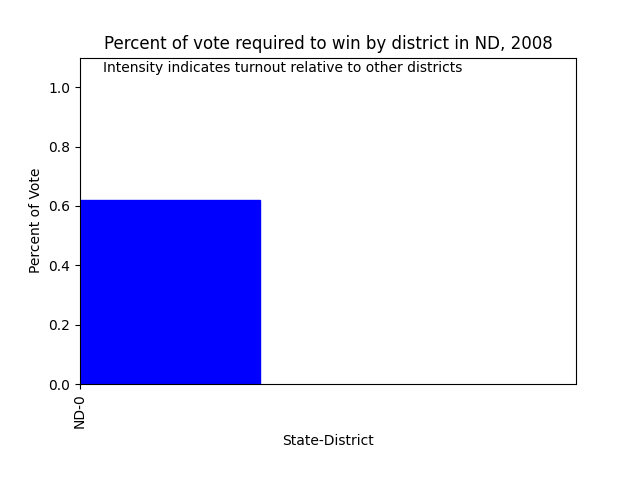 Percent of vote required to win by district in ND, 2008
Intensity indicates turnout relative to other districts
1.0
0.8
0.6
0.4
0.2
0.0
Percent of Vote
ND-0
State-District